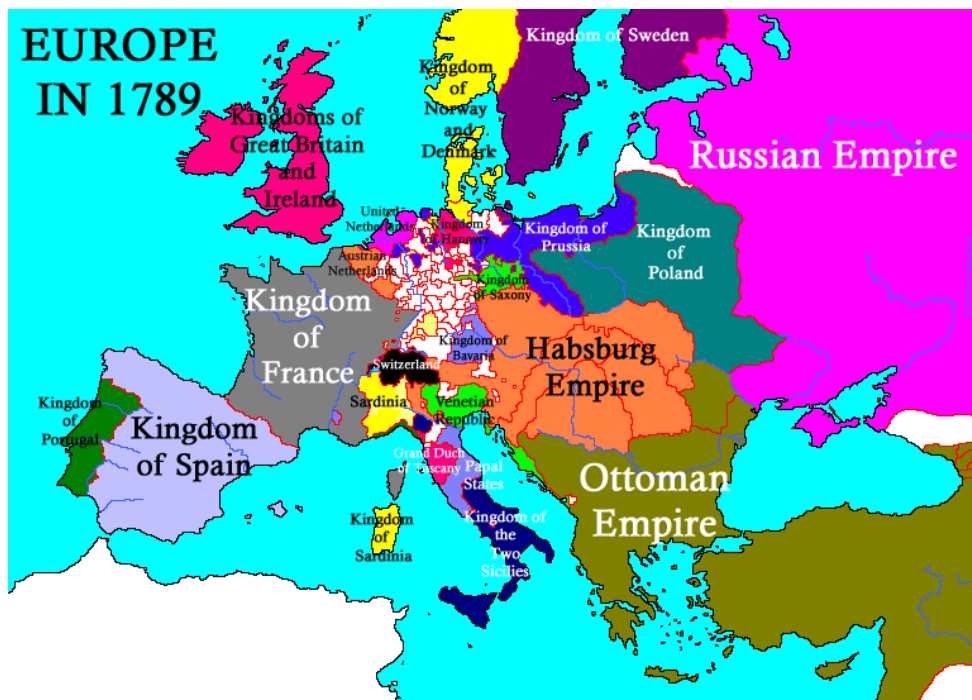 EUROPE
IN 1789
Kingdom of Sweden
Kingdom
of
Norway and
Denmark
Kingdoms of
Great Britain
and
Ireland
Russian Empire
United
Netherlands
Kingdom
of Hanover
Kingdom of
Prussia
Kingdom
of
Poland
Austrian
Netherlands
Kingdom
of Saxony
Kingdom
of
France
Kingdom
of Bavaria
Habsburg
Empire
Switzerland
Sardinia
Venetian
Republic
Kingdom
of
Portugal
Kingdom
of Spain
Grand Duch
of Tuscany
Papal
States
Ottoman
Empire
Kingdom
of
Sardinia
Kingdom of
the
Two
Sicilies